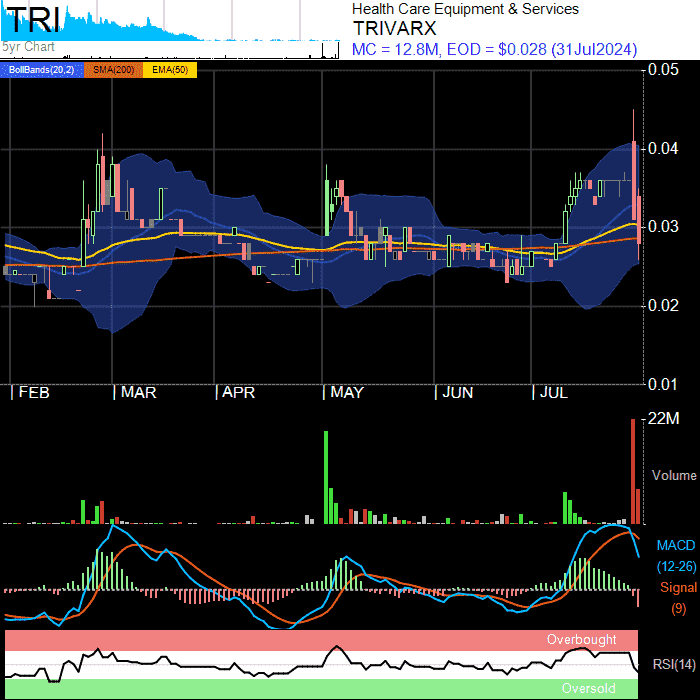 TRI
5yr Chart
Health Care Equipment & Services
TRIVARX
MC = 12.8M, EOD = $0.028 (31Jul2024)
BollBands(20,2) SMA(200) EMA(50)
0.05
0.04
0.03
0.02
0.01
FEB MAR APR MAY JUN JUL
22M
Volume
MACD
(12-26)
Signal
(9)
Overbought
RSI(14)
Oversold